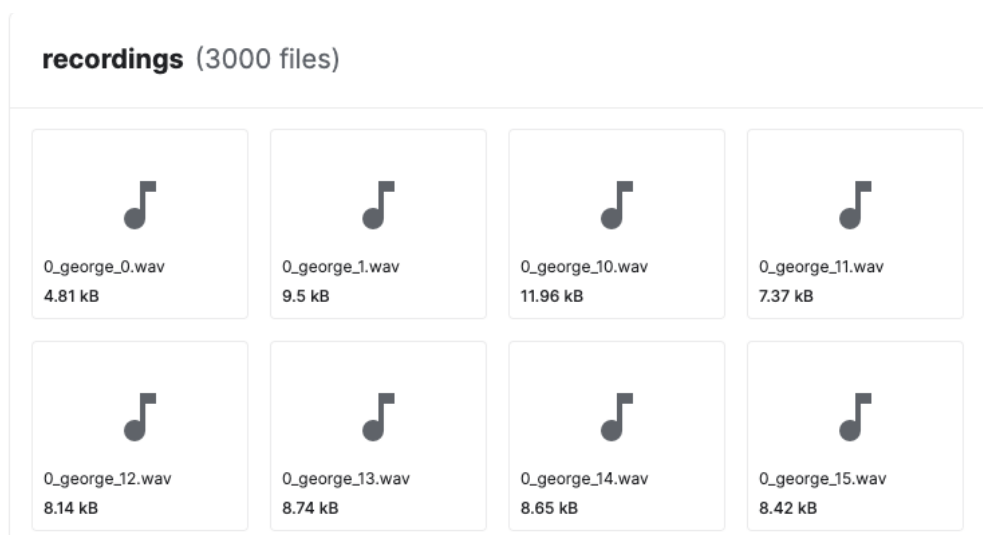 recordings (3000 files)
0_george_0.wav
4.81 kB
0_george_1.wav
9.5 kB
0_george_10.wav
11.96 kB
0_george_11.wav
7.37 kB
0_george_12.wav
8.14 kB
0_george_13.wav
8.74 kB
0_george_14.wav
8.65 kB
0_george_15.wav
8.42 kB